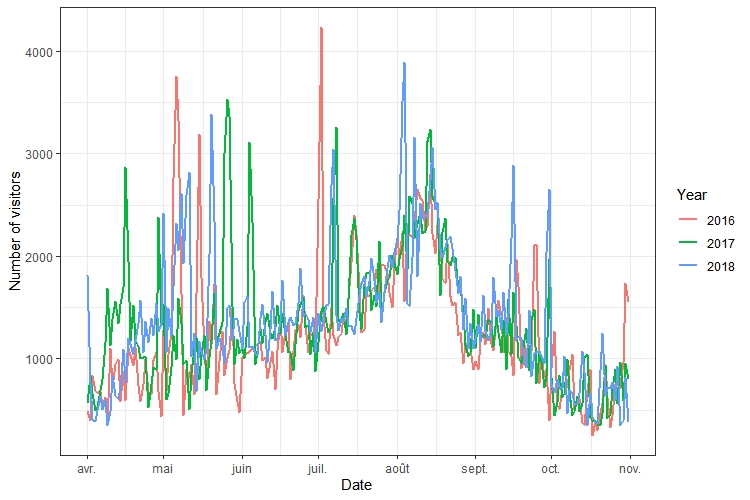 4000
3000
2000
1000
Number of visitors
avr.
mai
juin
juil.
août
sept.
oct.
nov.
Date
Year
2016
2017
2018